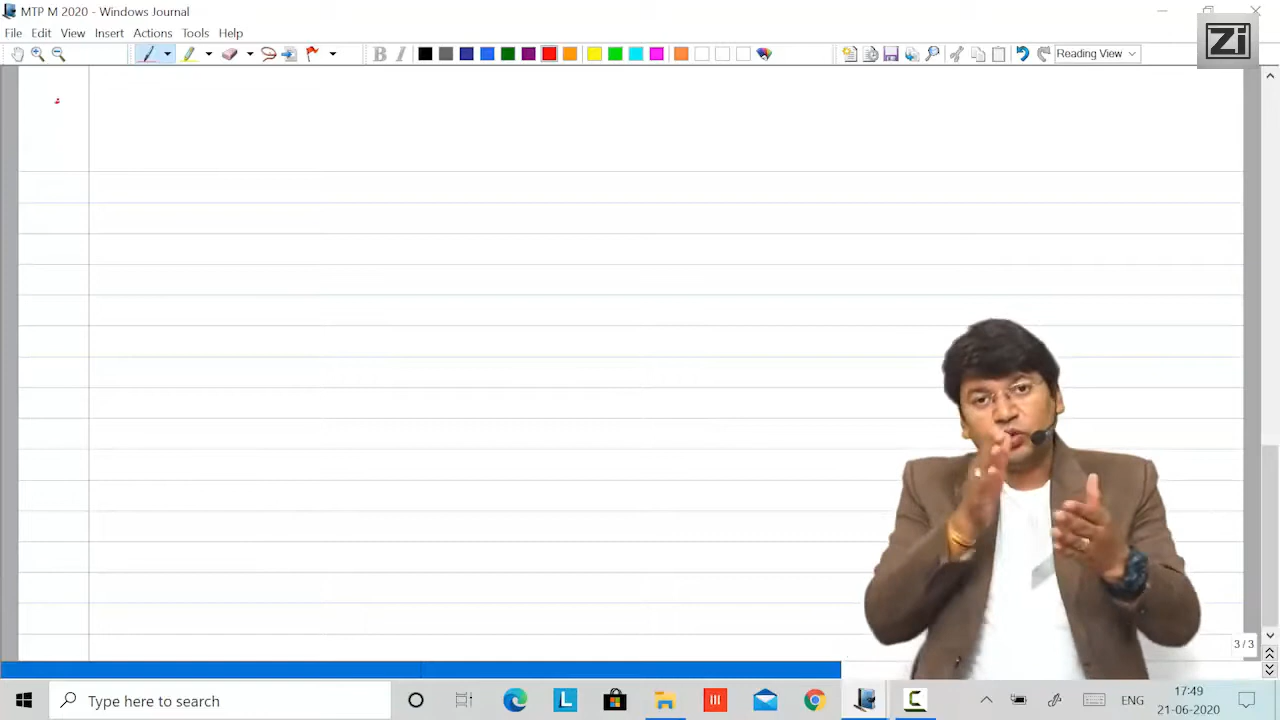 MTP M 2020 - Windows Journal
Zi
File Edit View Insert Actions Tools Help
B I
Reading View
3 / 3
Type here to search
L
C
ENG
17:49
21-06-2020